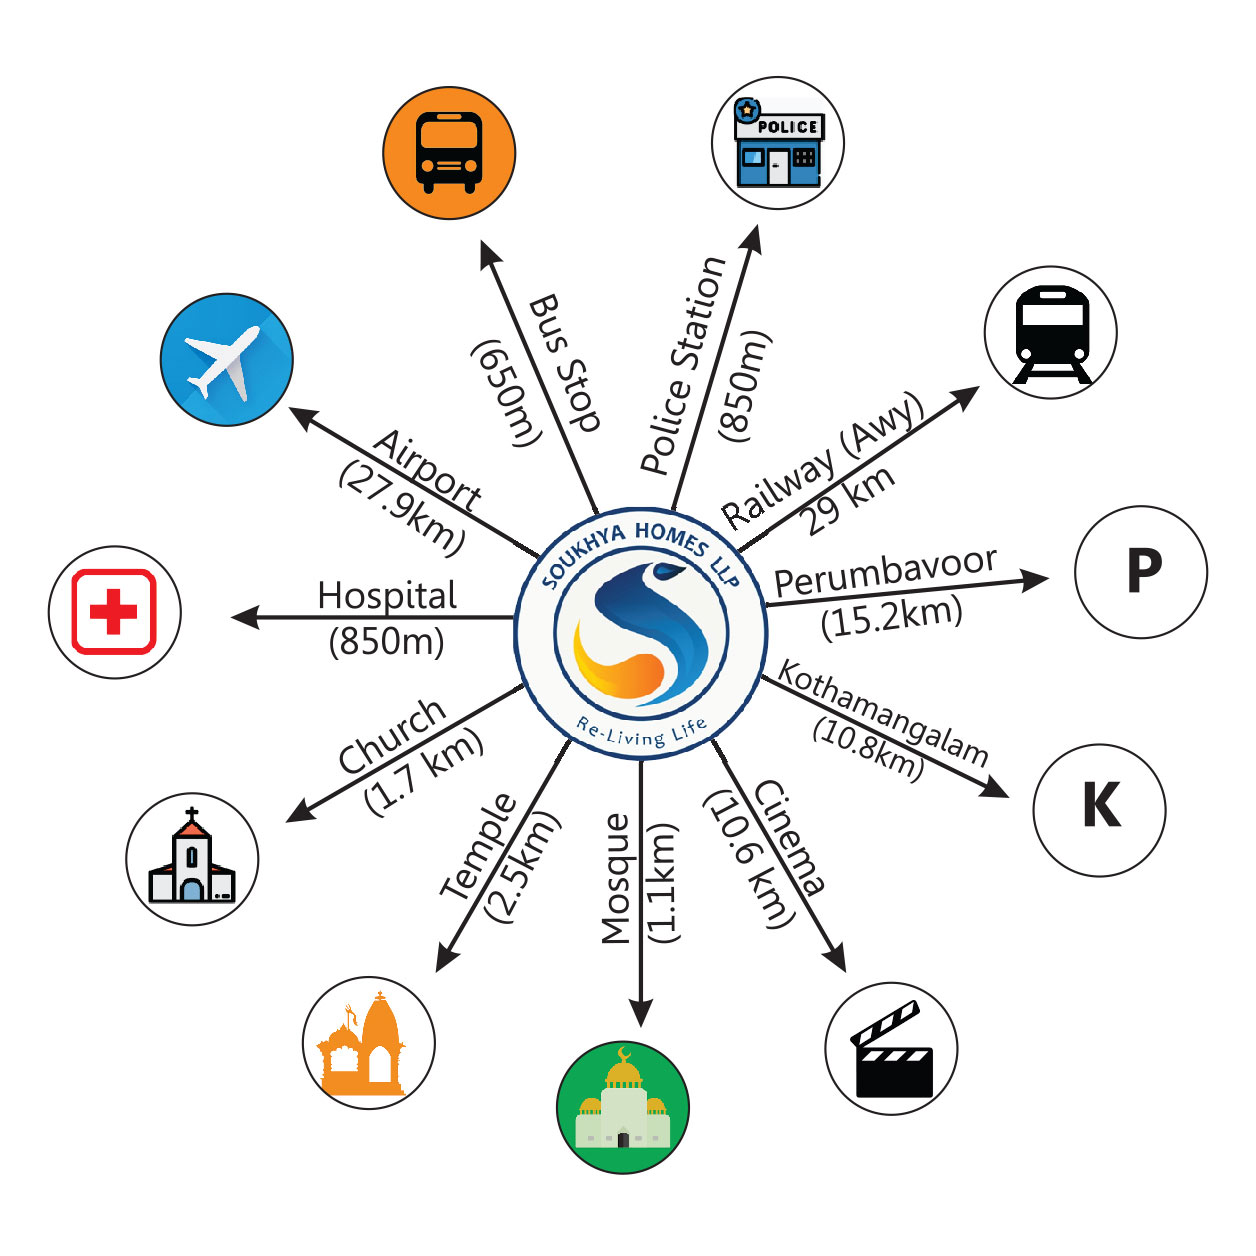 POLICE
Bus Stop
(650m)
Police Station
(850m)
Railway (Awy)
29 km
Airport
(27.9km)
Perumbavoor
(15.2km)
P
Hospital
(850m)
SOUKHYA HOMES LLP
Re-Living Life
Kothamangalam
(10.8km)
K
Church
(1.7 km)
Temple
(2.5km)
Mosque
(1.1km)
Cinema
(10.6 km)